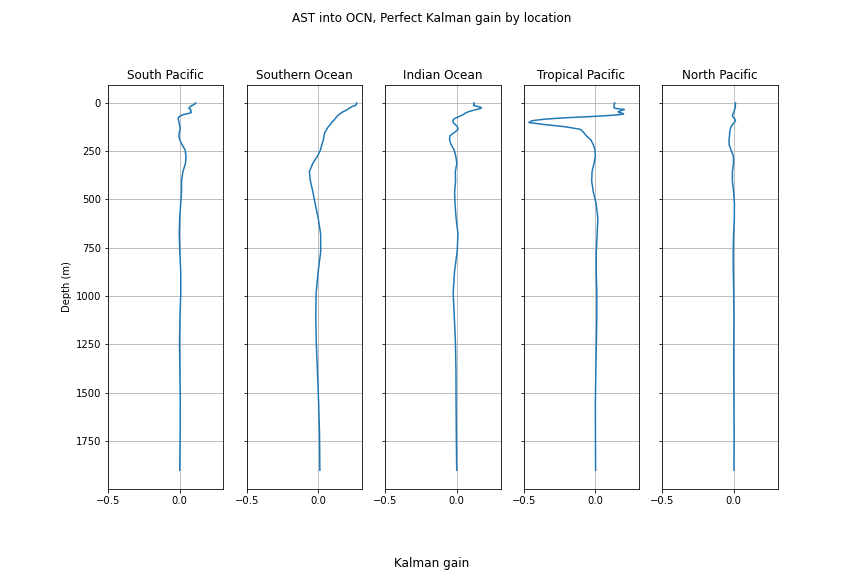 AST into OCN, Perfect Kalman gain by location
South Pacific Southern Ocean Indian Ocean Tropical Pacific North Pacific
0
250
500
750
1000
1250
1500
1750
Depth (m)
−0.5 0.0 −0.5 0.0 −0.5 0.0 −0.5 0.0 −0.5 0.0
Kalman gain